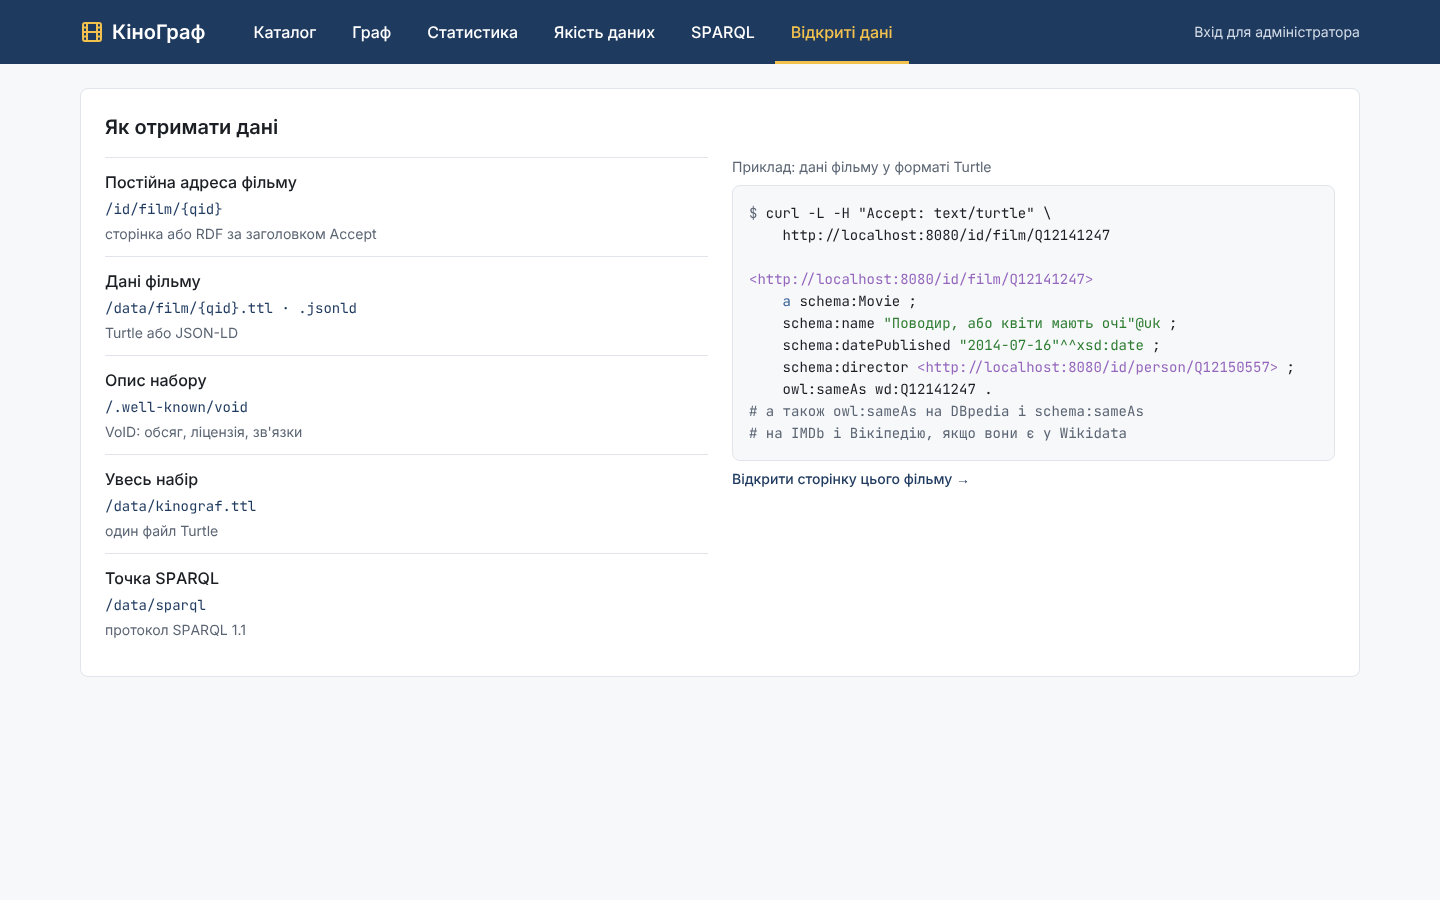 КіноГраф
Каталог
Граф
Статистика
Якість даних
SPARQL
Відкриті дані
Вхід для адміністратора
Як отримати дані
Постійна адреса фільму
/id/film/{qid}
сторінка або RDF за заголовком Accept
Дані фільму
/data/film/{qid}.ttl · .jsonld
Turtle або JSON-LD
Опис набору
/.well-known/void
VoID: обсяг, ліцензія, зв'язки
Увесь набір
/data/kinograf.ttl
один файл Turtle
Точка SPARQL
/data/sparql
протокол SPARQL 1.1
Приклад: дані фільму у форматі Turtle
$ curl -L -H "Accept: text/turtle" \
    http://localhost:8080/id/film/Q12141247
<http://localhost:8080/id/film/Q12141247>
    a schema:Movie ;
    schema:name "Поводир, або квіти мають очі"@uk ;
    schema:datePublished "2014-07-16"^^xsd:date ;
    schema:director <http://localhost:8080/id/person/Q12150557> ;
    owl:sameAs wd:Q12141247 .
# а також owl:sameAs на DBpedia і schema:sameAs
# на IMDb і Вікіпедію, якщо вони є у Wikidata
Відкрити сторінку цього фільму →